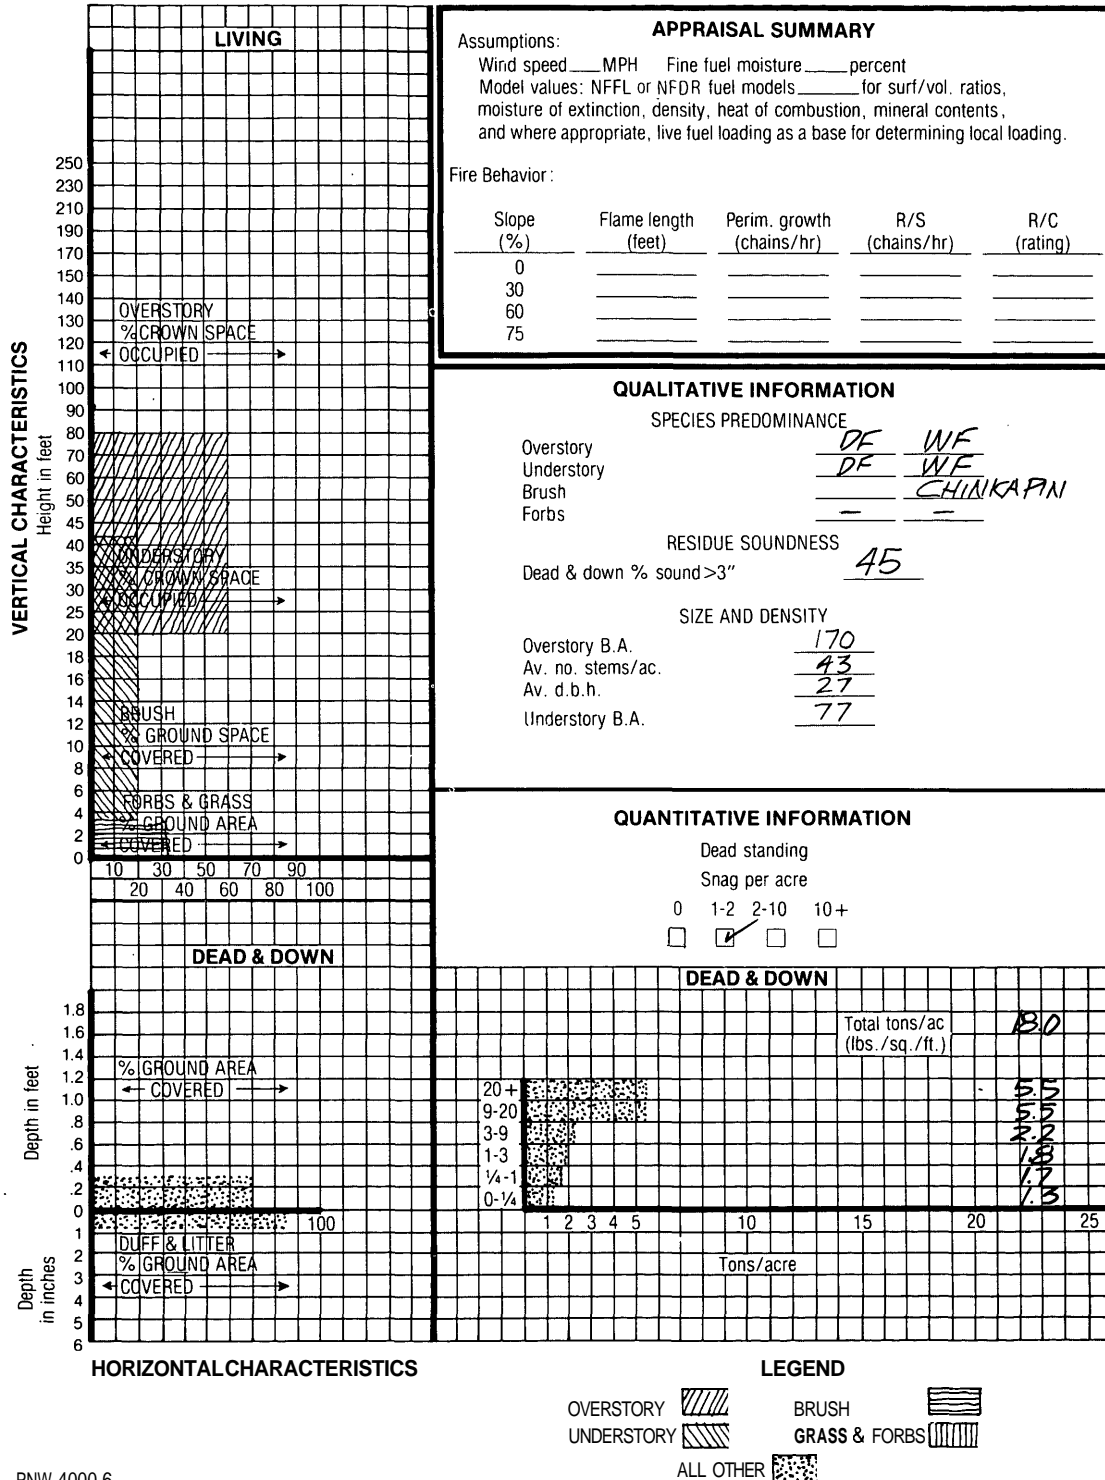 LIVING
VERTICAL CHARACTERISTICS
Height in feet
250
230
210
190
170
150
140
130
120
110
100
90
80
70
60
50
45
40
35
30
25
20
18
16
14
12
10
8
6
4
2
0
OVERSTORY
% CROWN SPACE
OCCUPIED
UNDERSTORY
% CROWN SPACE
OCCUPIED
BRUSH
% GROUND SPACE
COVERED
FORBS & GRASS
% GROUND AREA
COVERED
10 30 50 70 90
20 40 60 80 100
APPRAISAL SUMMARY
Assumptions:
Wind speed ___ MPH Fine fuel moisture ___ percent
Model values: NFFL or NFDR fuel models ___ for surf/vol. ratios,
moisture of extinction, density, heat of combustion, mineral contents,
and where appropriate, live fuel loading as a base for determining local loading.
Fire Behavior:
Slope Flame length Perim. growth R/S R/C
(%) (feet) (chains/hr) (chains/hr) (rating)
0
30
60
75
QUALITATIVE INFORMATION
SPECIES PREDOMINANCE
Overstory DF WF
Understory DF WF
Brush CHINKAPIN
Forbs – –
RESIDUE SOUNDNESS
Dead & down % sound >3" 45
SIZE AND DENSITY
Overstory B.A. 170
Av. no. stems/ac. 43
Av. d.b.h. 27
Understory B.A. 77
QUANTITATIVE INFORMATION
Dead standing
Snag per acre
0 1-2 2-10 10+
DEAD & DOWN
Depth in feet
1.8
1.6
1.4
1.2
1.0
.8
.6
.4
.2
0
% GROUND AREA
COVERED
100
Depth
in inches
1
2
3
4
5
6
DUFF & LITTER
% GROUND AREA
COVERED
DEAD & DOWN
Total tons/ac 18.0
(lbs./sq./ft.)
20+ 5.5
9-20 5.5
3-9 2.2
1-3 1.8
¼-1 1.7
0-¼ 1.3
1 2 3 4 5 10 15 20 25
Tons/acre
HORIZONTAL CHARACTERISTICS
LEGEND
OVERSTORY BRUSH
UNDERSTORY GRASS & FORBS
ALL OTHER
PNW 4000-6